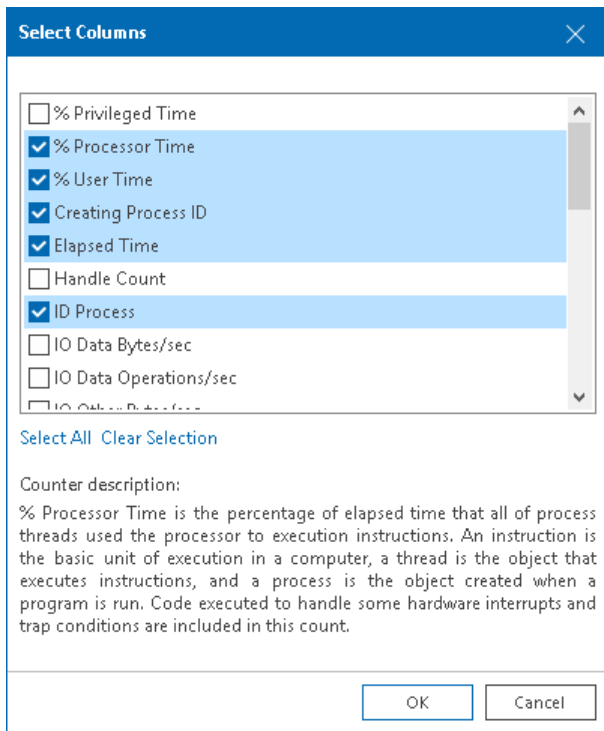 Select Columns
% Privileged Time
% Processor Time
% User Time
Creating Process ID
Elapsed Time
Handle Count
ID Process
IO Data Bytes/sec
IO Data Operations/sec
IO Other Bytes/sec
Select All Clear Selection
Counter description:
% Processor Time is the percentage of elapsed time that all of process
threads used the processor to execution instructions. An instruction is
the basic unit of execution in a computer, a thread is the object that
executes instructions, and a process is the object created when a
program is run. Code executed to handle some hardware interrupts and
trap conditions are included in this count.
OK Cancel